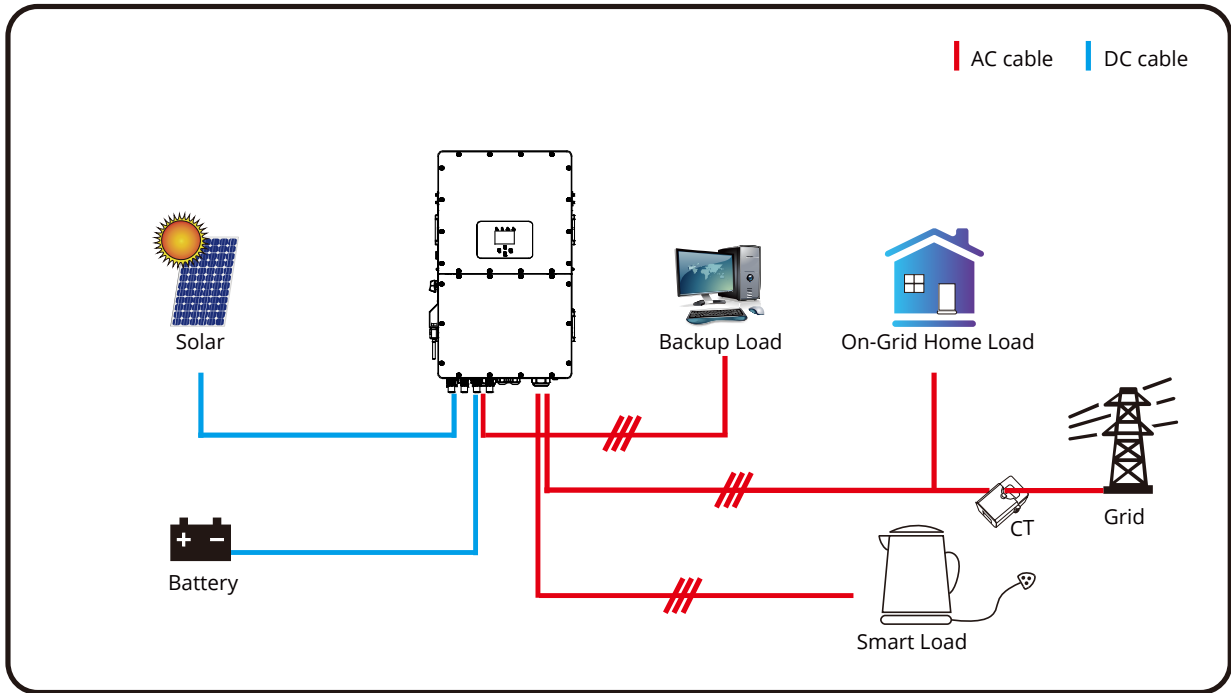 AC cable
DC cable
Solar
Backup Load
On-Grid Home Load
CT
Grid
Battery
Smart Load